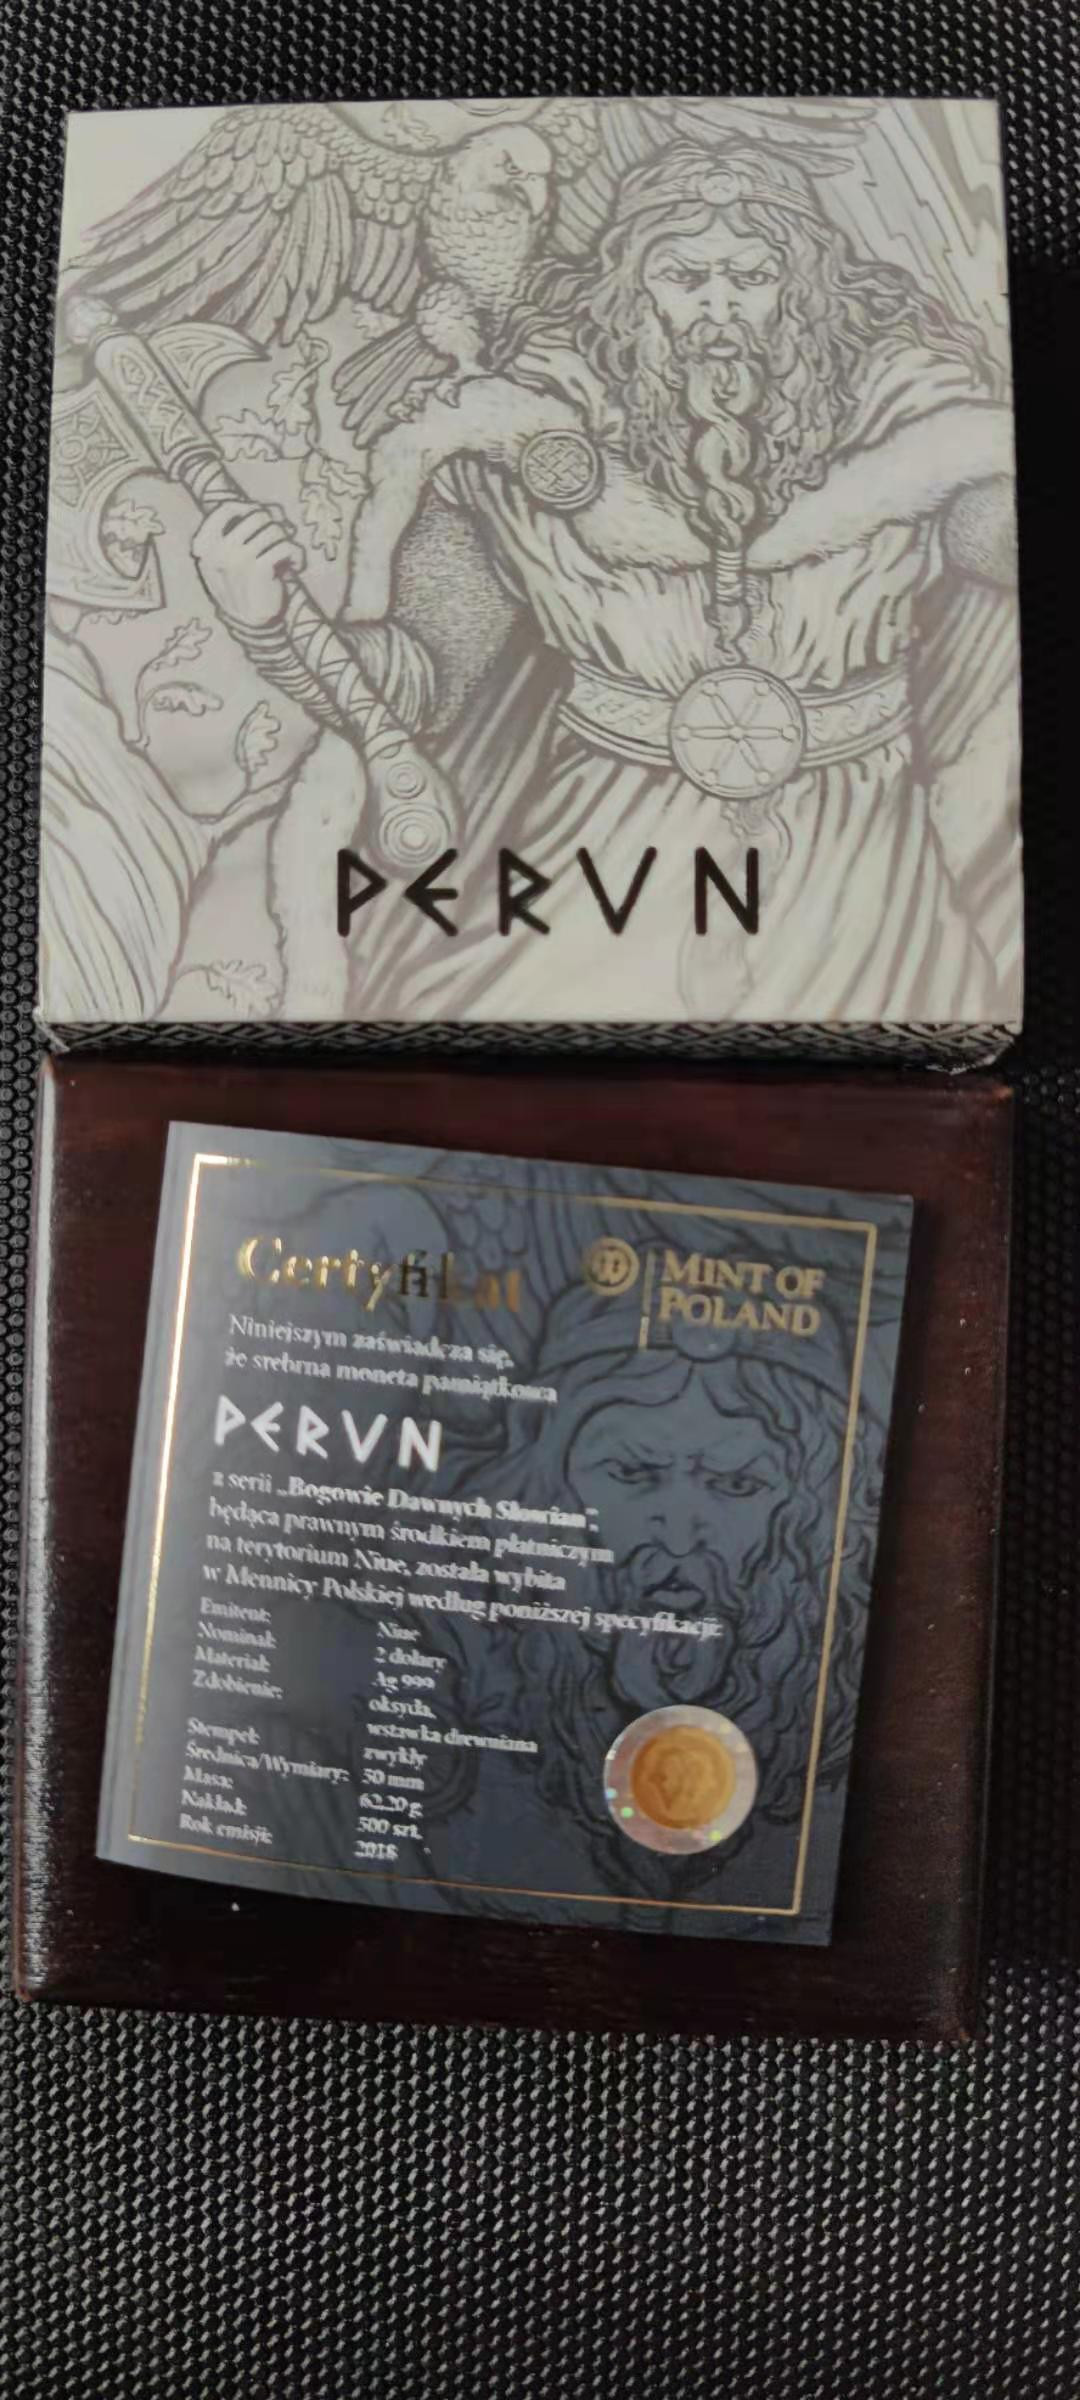 PERVN
Certyfikat
MINT OF
POLAND
Niniejszym zaświadcza się,
że srebrna moneta pamiątkowa
PERVN
z serii „Bogowie Dawnych Słowian”,
będąca prawnym środkiem płatniczym
na terytorium Niue, została wybita
w Mennicy Polskiej według poniższej specyfikacji:
Emitent: Niue
Nominał: 2 dolary
Materiał: Ag 999
Zdobienie: oksyda,
wstawka drewniana
Stempel: zwykły
Średnica/Wymiary: 50 mm
Masa: 62.20 g
Nakład: 500 szt.
Rok emisji: 2018